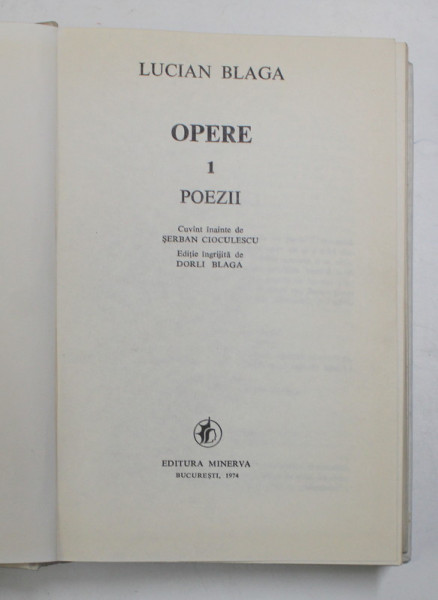 LUCIAN BLAGA
OPERE
1
POEZII
Cuvînt înainte de
ŞERBAN CIOCULESCU
Ediţie îngrijită de
DORLI BLAGA
EDITURA MINERVA
BUCUREŞTI, 1974